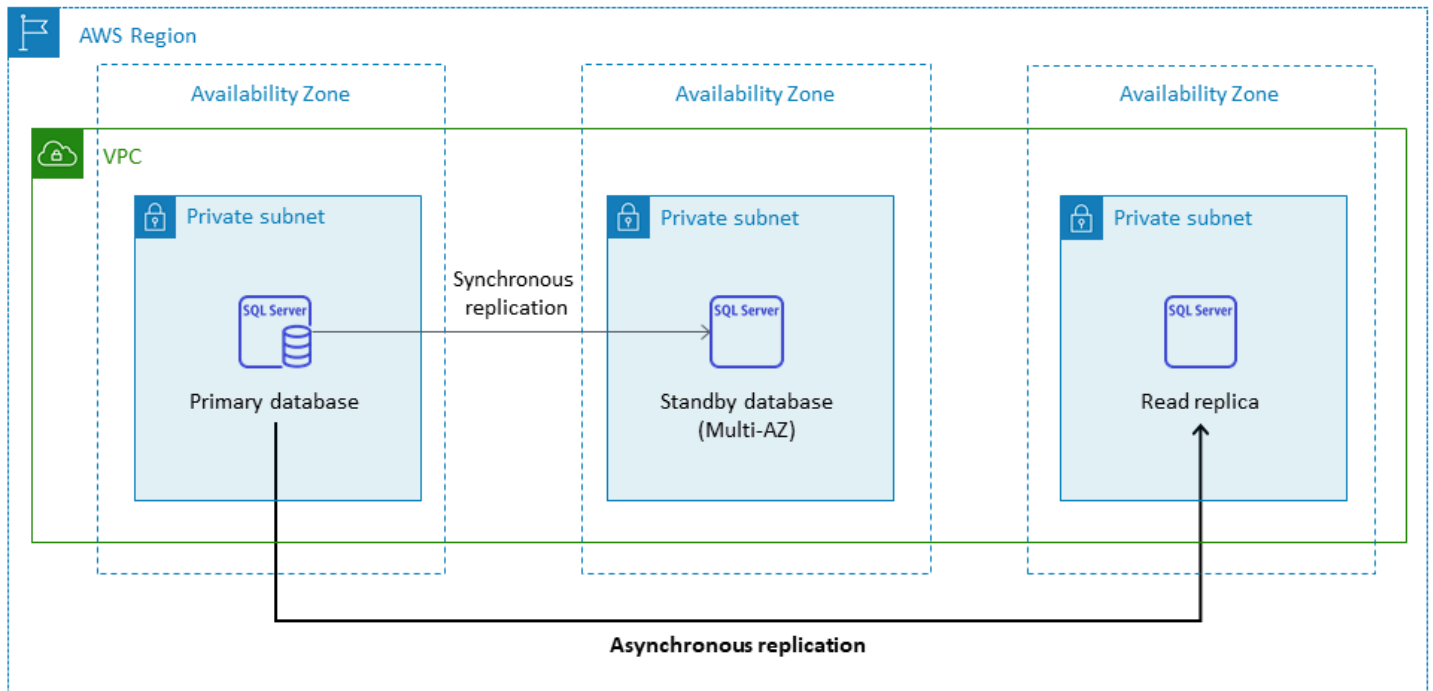 AWS Region
Availability Zone
Availability Zone
Availability Zone
VPC
Private subnet
Private subnet
Private subnet
Synchronous
replication
SQL Server
SQL Server
SQL Server
Primary database
Standby database
(Multi-AZ)
Read replica
Asynchronous replication